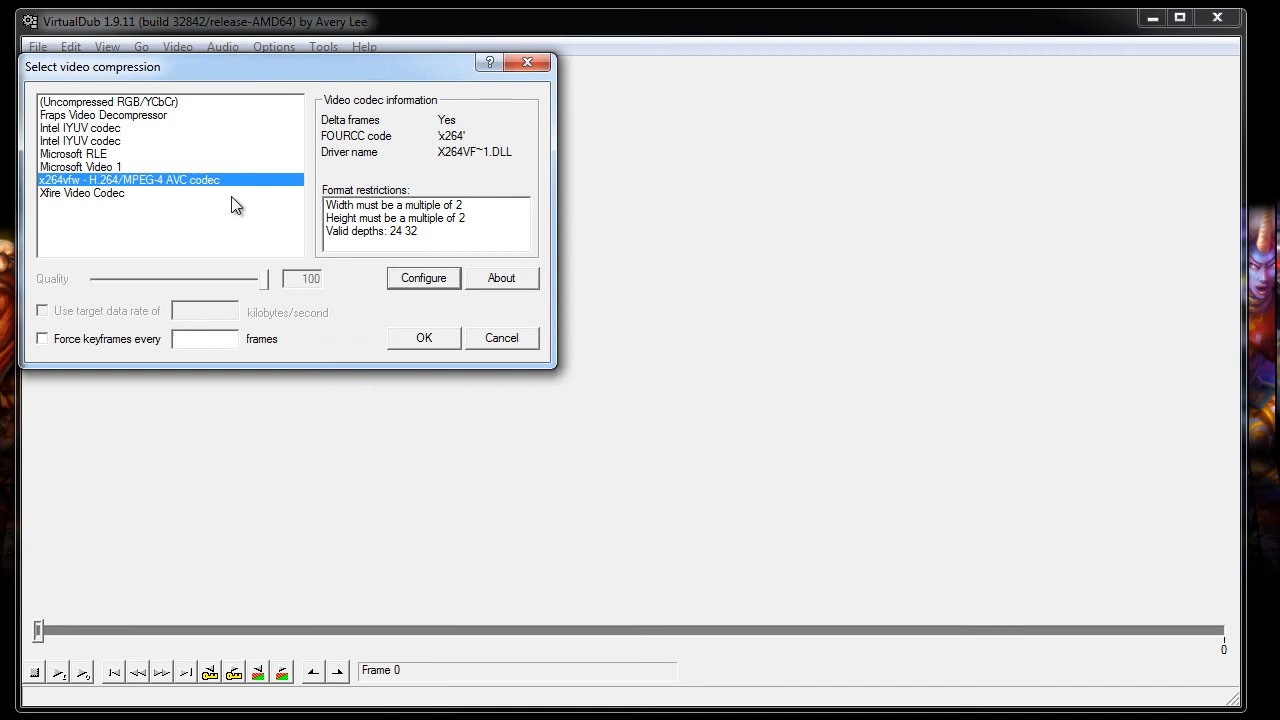 VirtualDub 1.9.11 (build 32842/release-AMD64) by Avery Lee
File Edit View Go Video Audio Options Tools Help
Select video compression
(Uncompressed RGB/YCbCr)
Fraps Video Decompressor
Intel IYUV codec
Intel IYUV codec
Microsoft RLE
Microsoft Video 1
x264vfw - H.264/MPEG-4 AVC codec
Xfire Video Codec
Video codec information
Delta frames Yes
FOURCC code 'x264'
Driver name X264VF~1.DLL
Format restrictions:
Width must be a multiple of 2
Height must be a multiple of 2
Valid depths: 24 32
Quality 100
Configure About
Use target data rate of kilobytes/second
Force keyframes every frames
OK Cancel
0
Frame 0